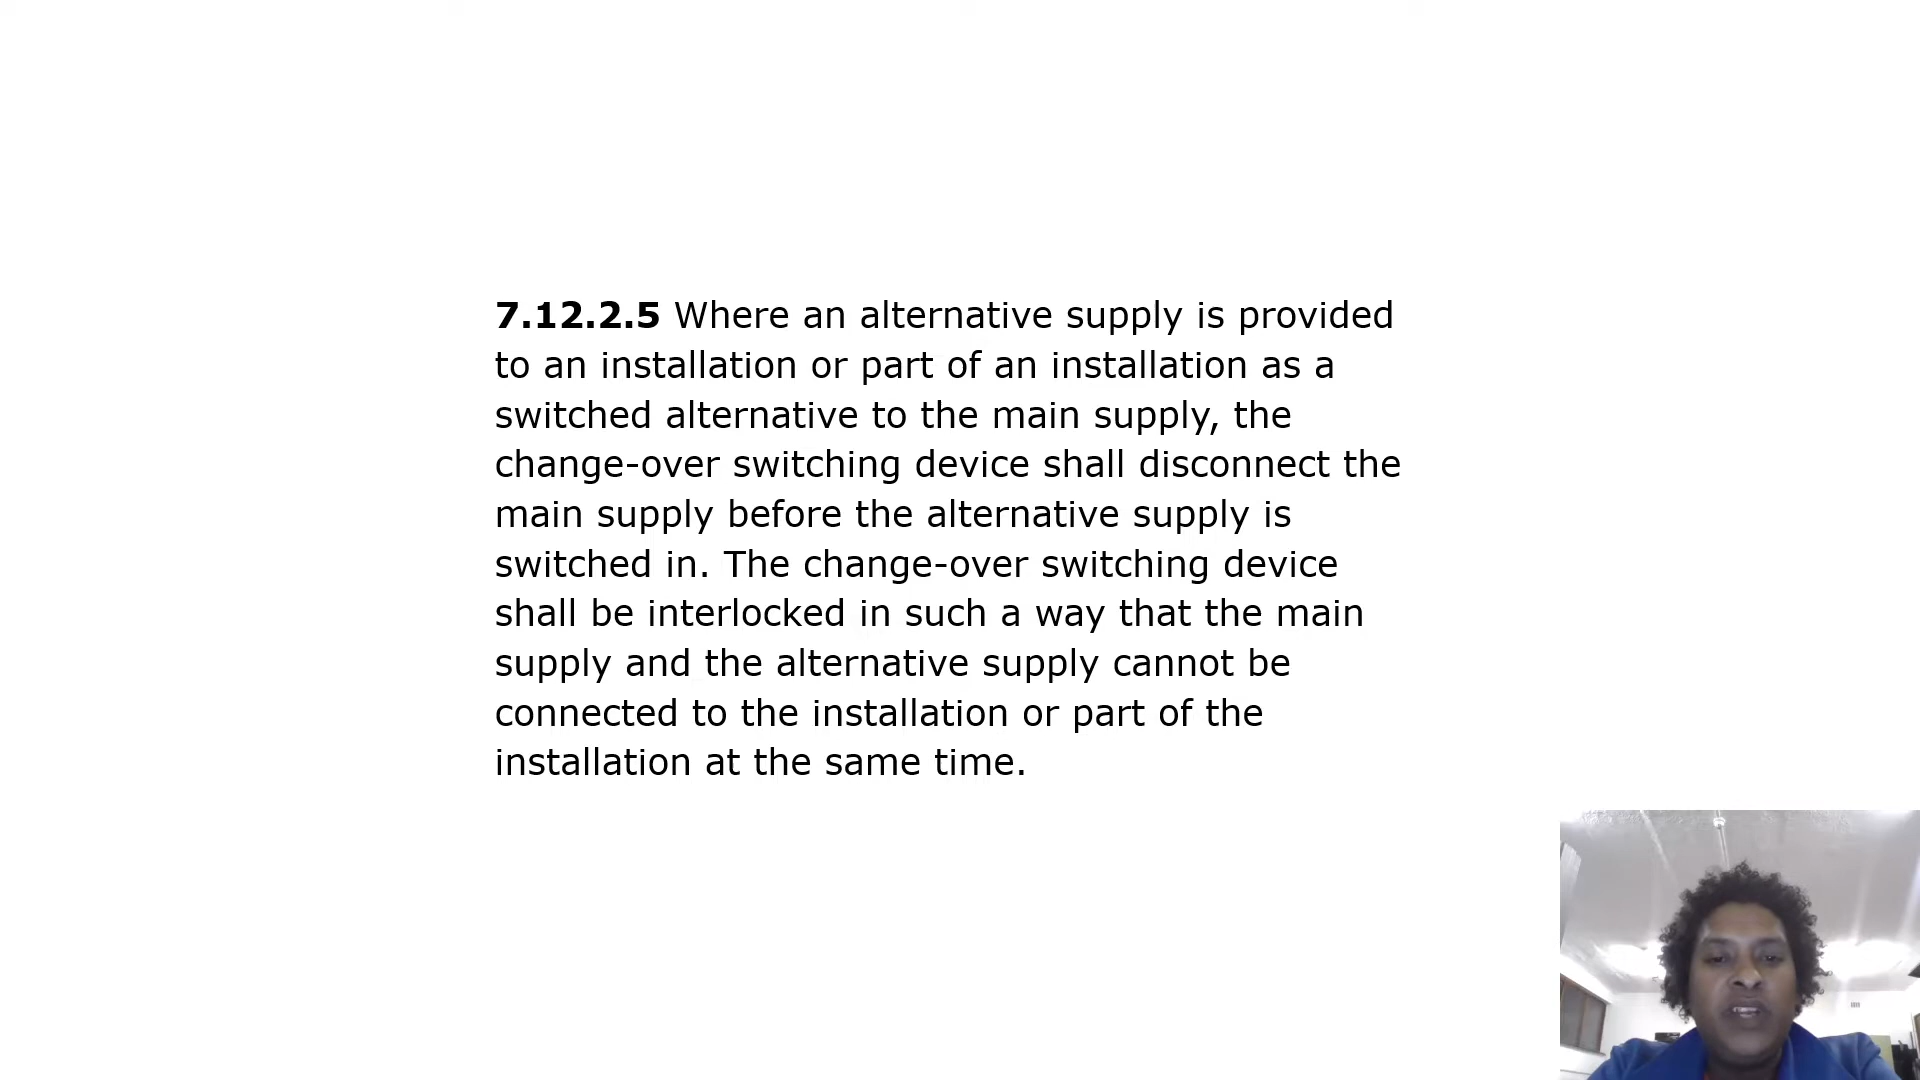 7.12.2.5 Where an alternative supply is provided
to an installation or part of an installation as a
switched alternative to the main supply, the
change-over switching device shall disconnect the
main supply before the alternative supply is
switched in. The change-over switching device
shall be interlocked in such a way that the main
supply and the alternative supply cannot be
connected to the installation or part of the
installation at the same time.